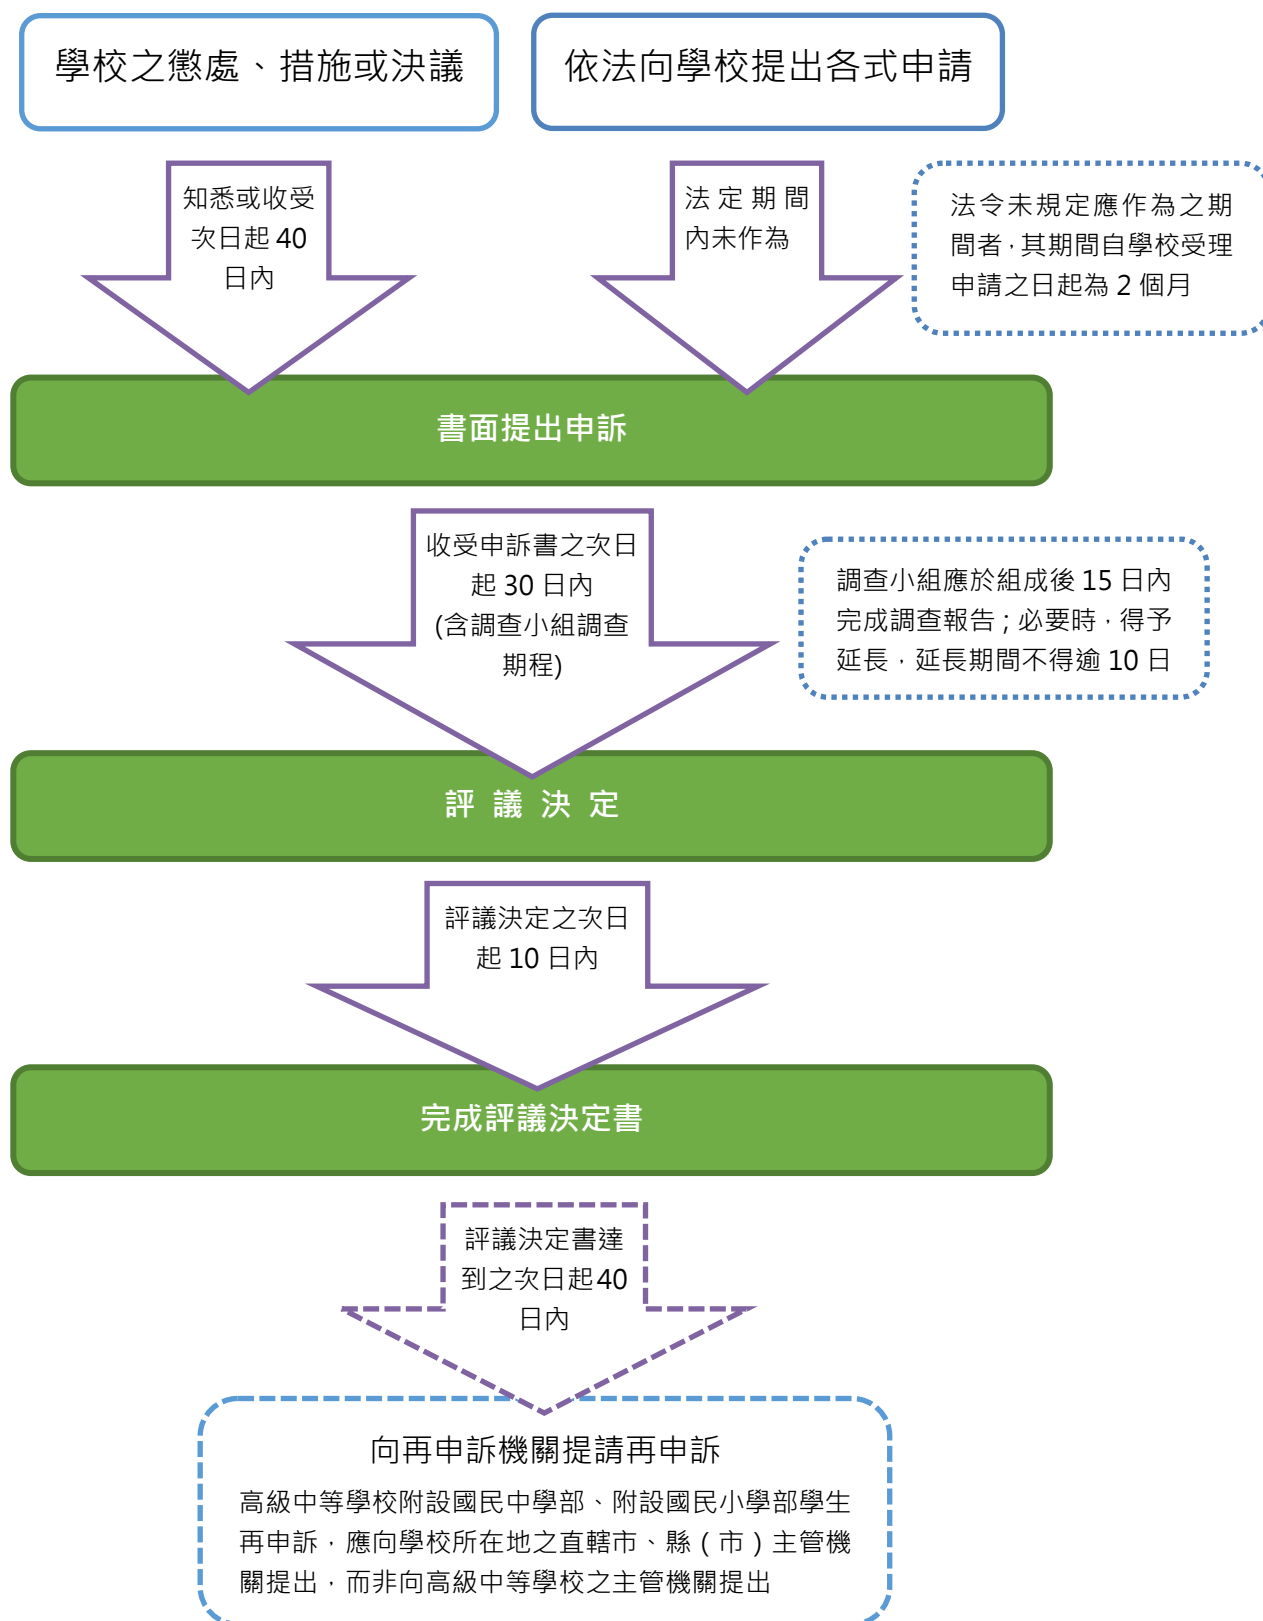 學校之懲處、措施或決議
依法向學校提出各式申請
知悉或收受
次日起 40
日內
法定期間
內未作為
法令未規定應作為之期
間者，其期間自學校受理
申請之日起為 2 個月
書面提出申訴
收受申訴書之次日
起 30 日內
(含調查小組調查
期程)
調查小組應於組成後 15 日內
完成調查報告；必要時，得予
延長，延長期間不得逾 10 日
評 議 決 定
評議決定之次日
起 10 日內
完成評議決定書
評議決定書達
到之次日起 40
日內
向再申訴機關提請再申訴
高級中等學校附設國民中學部、附設國民小學部學生
再申訴，應向學校所在地之直轄市、縣（市）主管機
關提出，而非向高級中等學校之主管機關提出